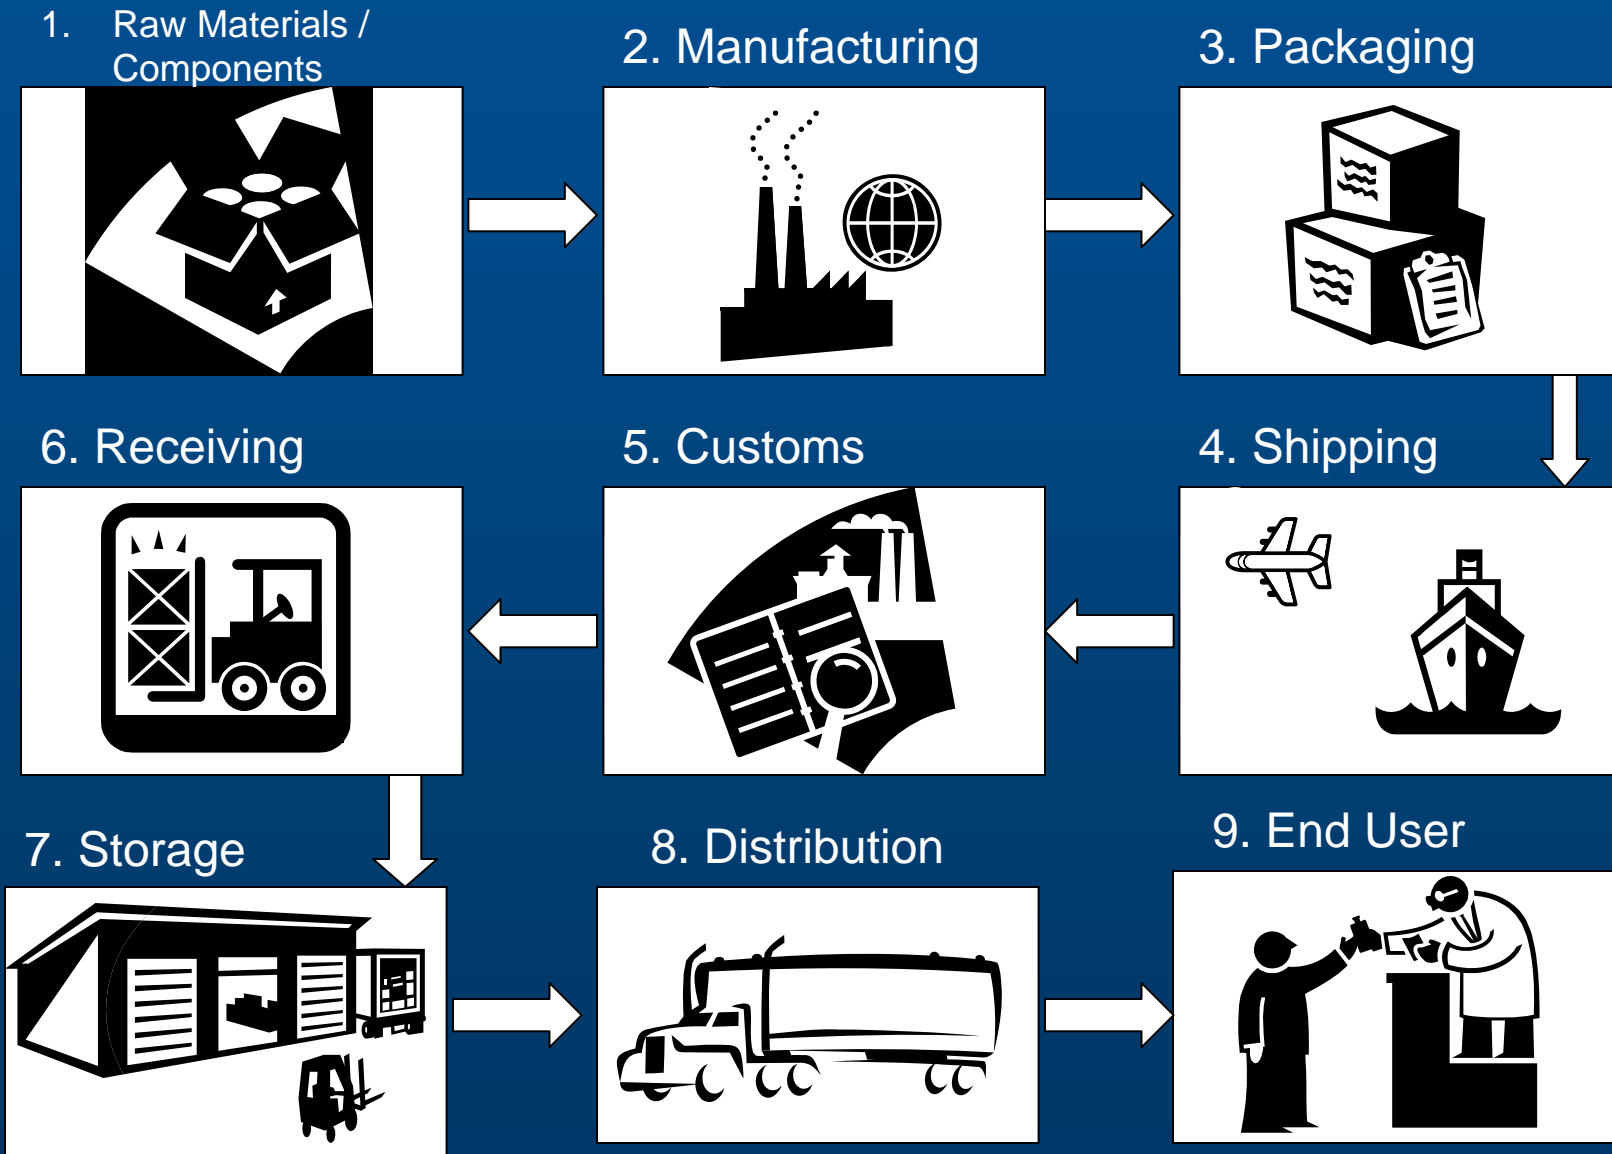 1. Raw Materials /
Components
2. Manufacturing
3. Packaging
6. Receiving
5. Customs
4. Shipping
7. Storage
8. Distribution
9. End User